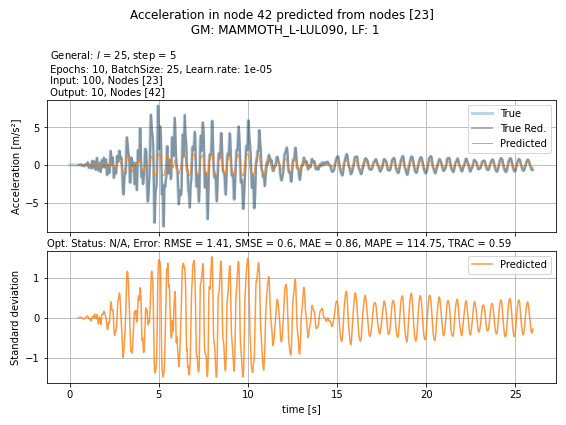 Acceleration in node 42 predicted from nodes [23]
GM: MAMMOTH_L-LUL090, LF: 1
General: l = 25, step = 5
Epochs: 10, BatchSize: 25, Learn.rate: 1e-05
Input: 100, Nodes [23]
Output: 10, Nodes [42]
Acceleration [m/s²]
5
0
−5
True
True Red.
Predicted
Opt. Status: N/A, Error: RMSE = 1.41, SMSE = 0.6, MAE = 0.86, MAPE = 114.75, TRAC = 0.59
Standard deviation
1
0
−1
Predicted
0 5 10 15 20 25
time [s]